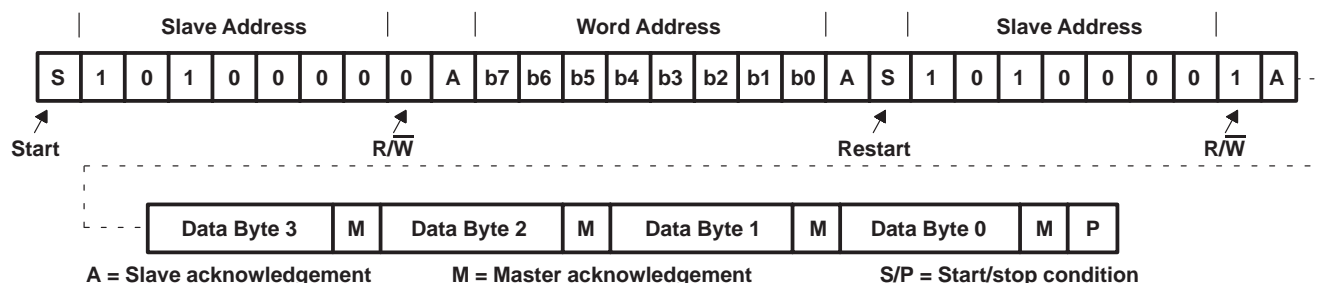 Slave Address Word Address Slave Address
S 1 0 1 0 0 0 0 0 A b7 b6 b5 b4 b3 b2 b1 b0 A S 1 0 1 0 0 0 0 1 A
Start R/W̅ Restart R/W̅
Data Byte 3 M Data Byte 2 M Data Byte 1 M Data Byte 0 M P
A = Slave acknowledgement M = Master acknowledgement S/P = Start/stop condition